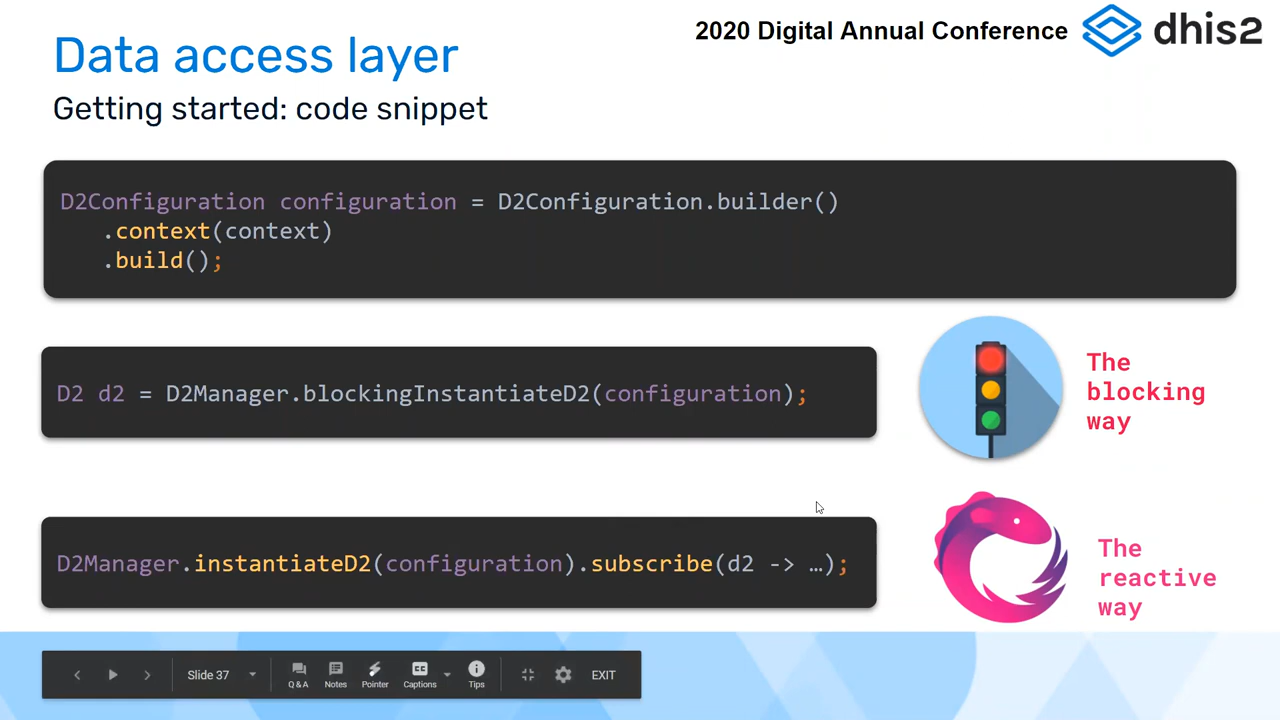 2020 Digital Annual Conference
dhis2
Data access layer
Getting started: code snippet
D2Configuration configuration = D2Configuration.builder()
.context(context)
.build();
D2 d2 = D2Manager.blockingInstantiateD2(configuration);
The
blocking
way
D2Manager.instantiateD2(configuration).subscribe(d2 -> …);
The
reactive
way
Slide 37
Q & A
Notes
Pointer
CC
Captions
Tips
EXIT